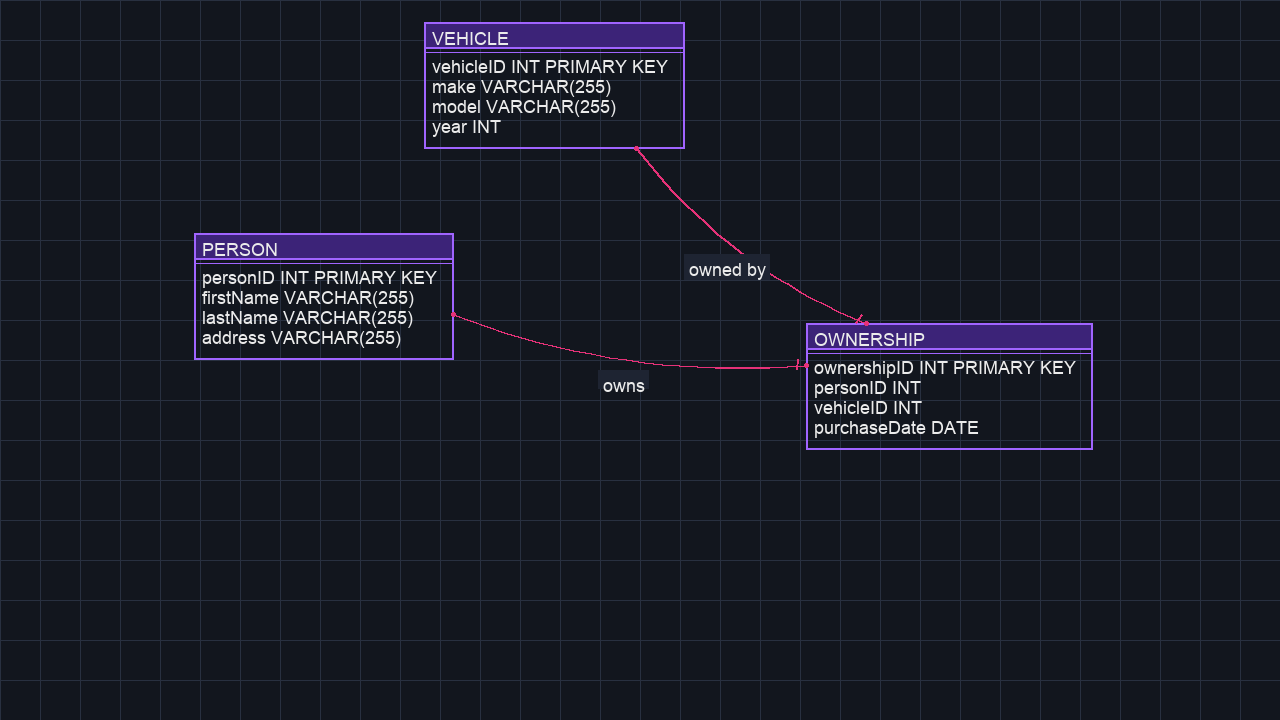 VEHICLE
vehicleID INT PRIMARY KEY
make VARCHAR(255)
model VARCHAR(255)
year INT
PERSON
personID INT PRIMARY KEY
firstName VARCHAR(255)
lastName VARCHAR(255)
address VARCHAR(255)
owned by
owns
OWNERSHIP
ownershipID INT PRIMARY KEY
personID INT
vehicleID INT
purchaseDate DATE